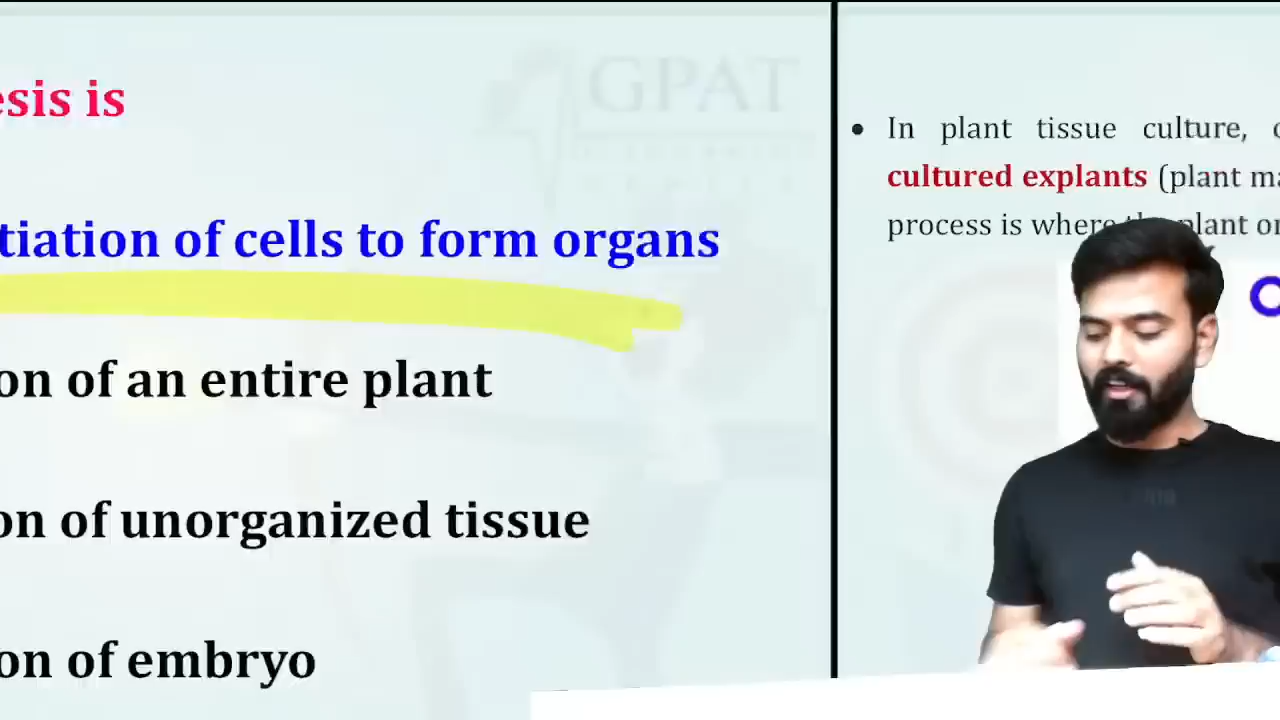 esis is
tiation of cells to form organs
on of an entire plant
on of unorganized tissue
on of embryo
GPAT
In plant tissue culture,
cultured explants (plant ma
process is where the plant or